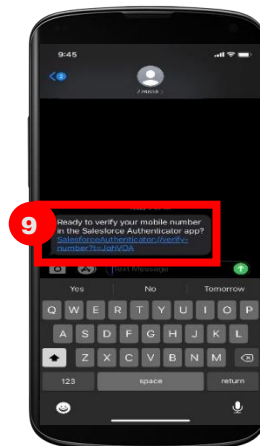 9:45
9
Ready to verify your mobile number
in the Salesforce Authenticator app?
SalesforceAuthenticator://verify-
number?t=JghVOA
Text Message
Yes No Tomorrow
Q W E R T Y U I O P
A S D F G H J K L
Z X C V B N M
123 space return